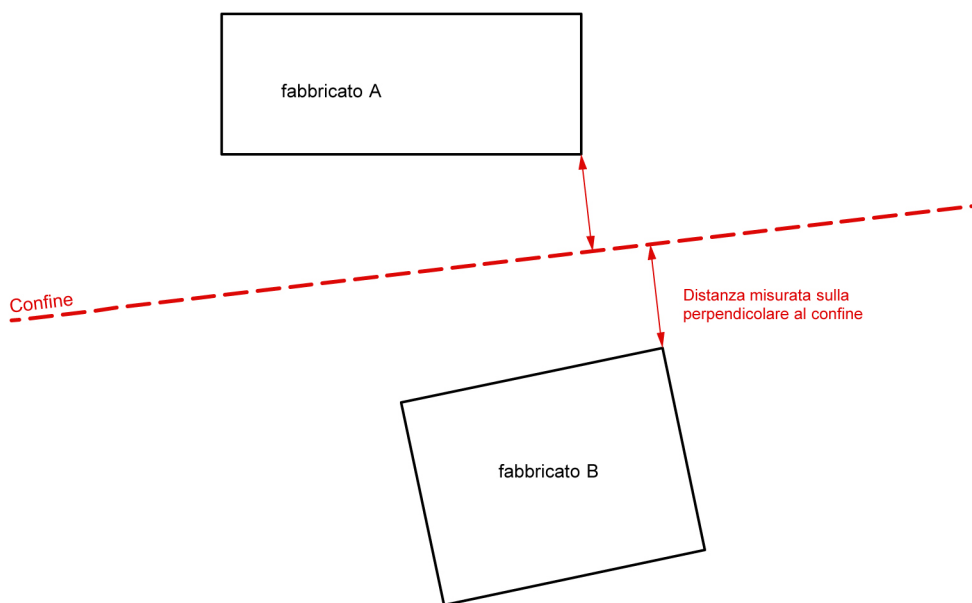 fabbricato A
Confine
Distanza misurata sulla
perpendicolare al confine
fabbricato B